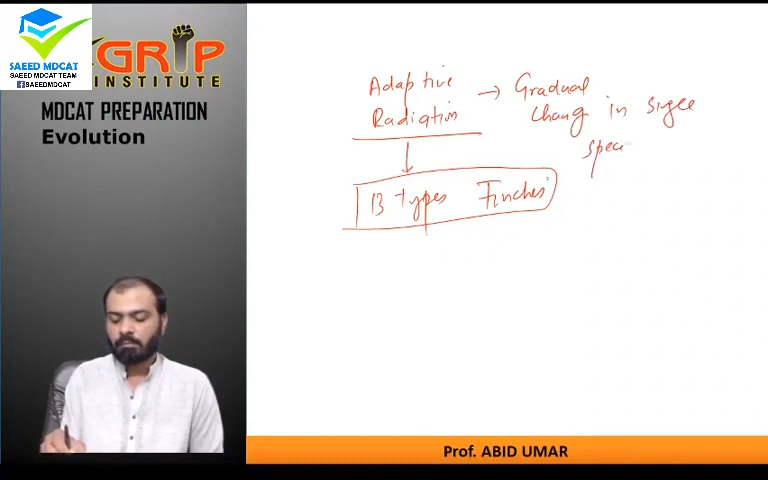 SAEED MDCAT
SAEED MDCAT TEAM
f/SAEEDMDCAT
GRIP
INSTITUTE
MDCAT PREPARATION
Evolution
Adaptive
Radiation → Gradual
Chang in single
spec
13 types Finches
Prof. ABID UMAR